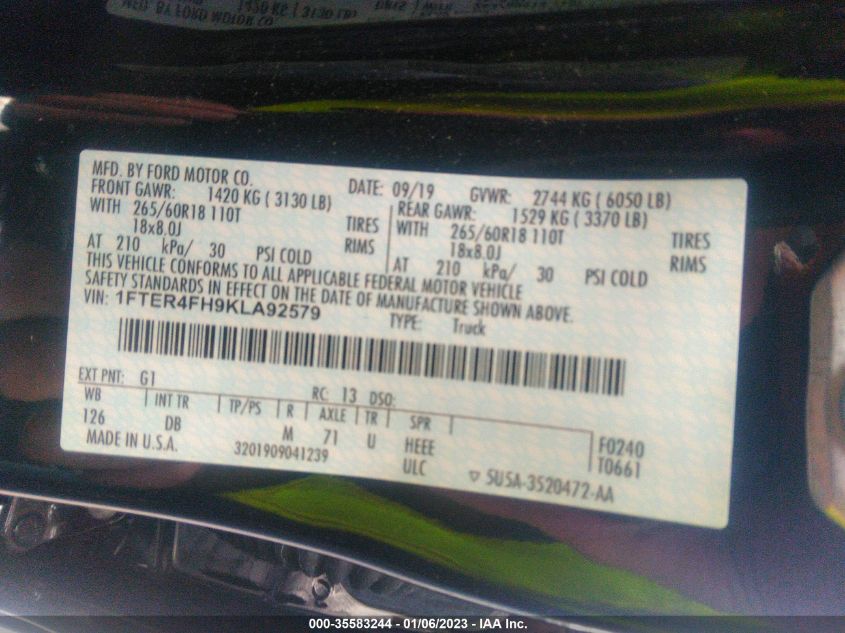 MFD. BY FORD MOTOR CO.
DATE: 09/19 GVWR: 2744 KG ( 6050 LB)
FRONT GAWR: 1420 KG ( 3130 LB)
REAR GAWR: 1529 KG ( 3370 LB)
WITH 265/60R18 110T TIRES
WITH 265/60R18 110T TIRES
18x8.0J RIMS
18x8.0J RIMS
AT 210 kPa/ 30 PSI COLD
AT 210 kPa/ 30 PSI COLD
THIS VEHICLE CONFORMS TO ALL APPLICABLE FEDERAL MOTOR VEHICLE
SAFETY STANDARDS IN EFFECT ON THE DATE OF MANUFACTURE SHOWN ABOVE.
VIN: 1FTER4FH9KLA92579
TYPE: Truck
EXT PNT: G1 RC: 13 DSO:
WB INT TR TP/PS R AXLE TR SPR
126 DB M 71 U HEEE F0240
MADE IN U.S.A. 3201909041239 ULC T0661
5U5A-3520472-AA
000-35583244 - 01/06/2023 - IAA Inc.